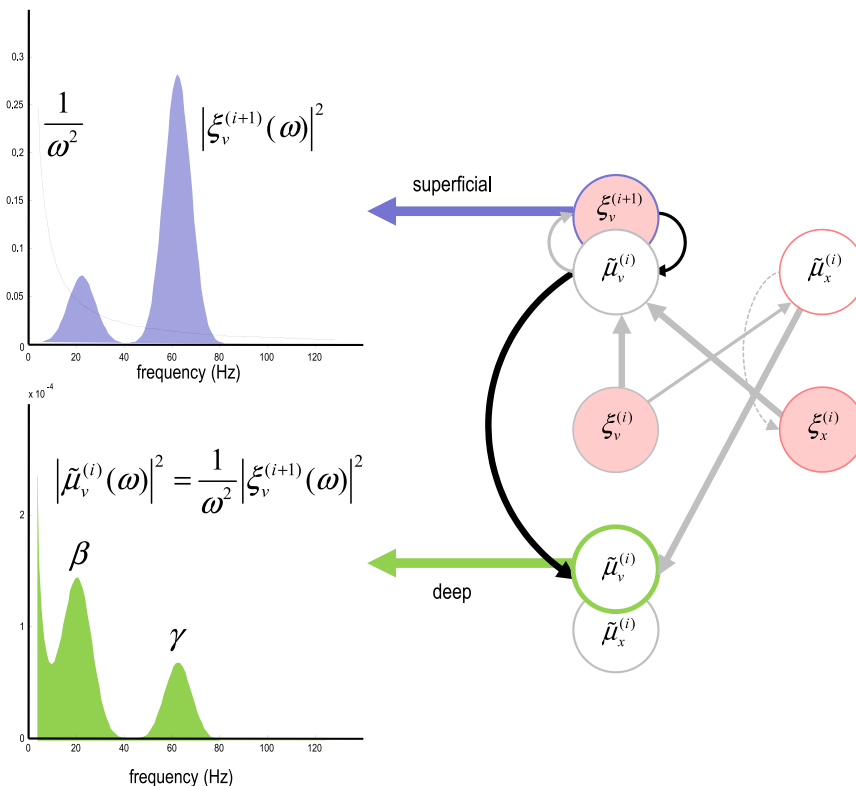 0.3
0.25
0,2
0.15
0.1
0.05
0
1/ω²
|ξ_v^(i+1)(ω)|²
0 20 40 60 80 100 120
frequency (Hz)
superficial
ξ_v^(i+1)
μ̃_v^(i)
μ̃_x^(i)
ξ_v^(i)
ξ_x^(i)
x 10⁻⁴
|μ̃_v^(i)(ω)|² = 1/ω² |ξ_v^(i+1)(ω)|²
2
1
0
β
γ
0 20 40 60 80 100 120
frequency (Hz)
deep
μ̃_v^(i)
μ̃_x^(i)